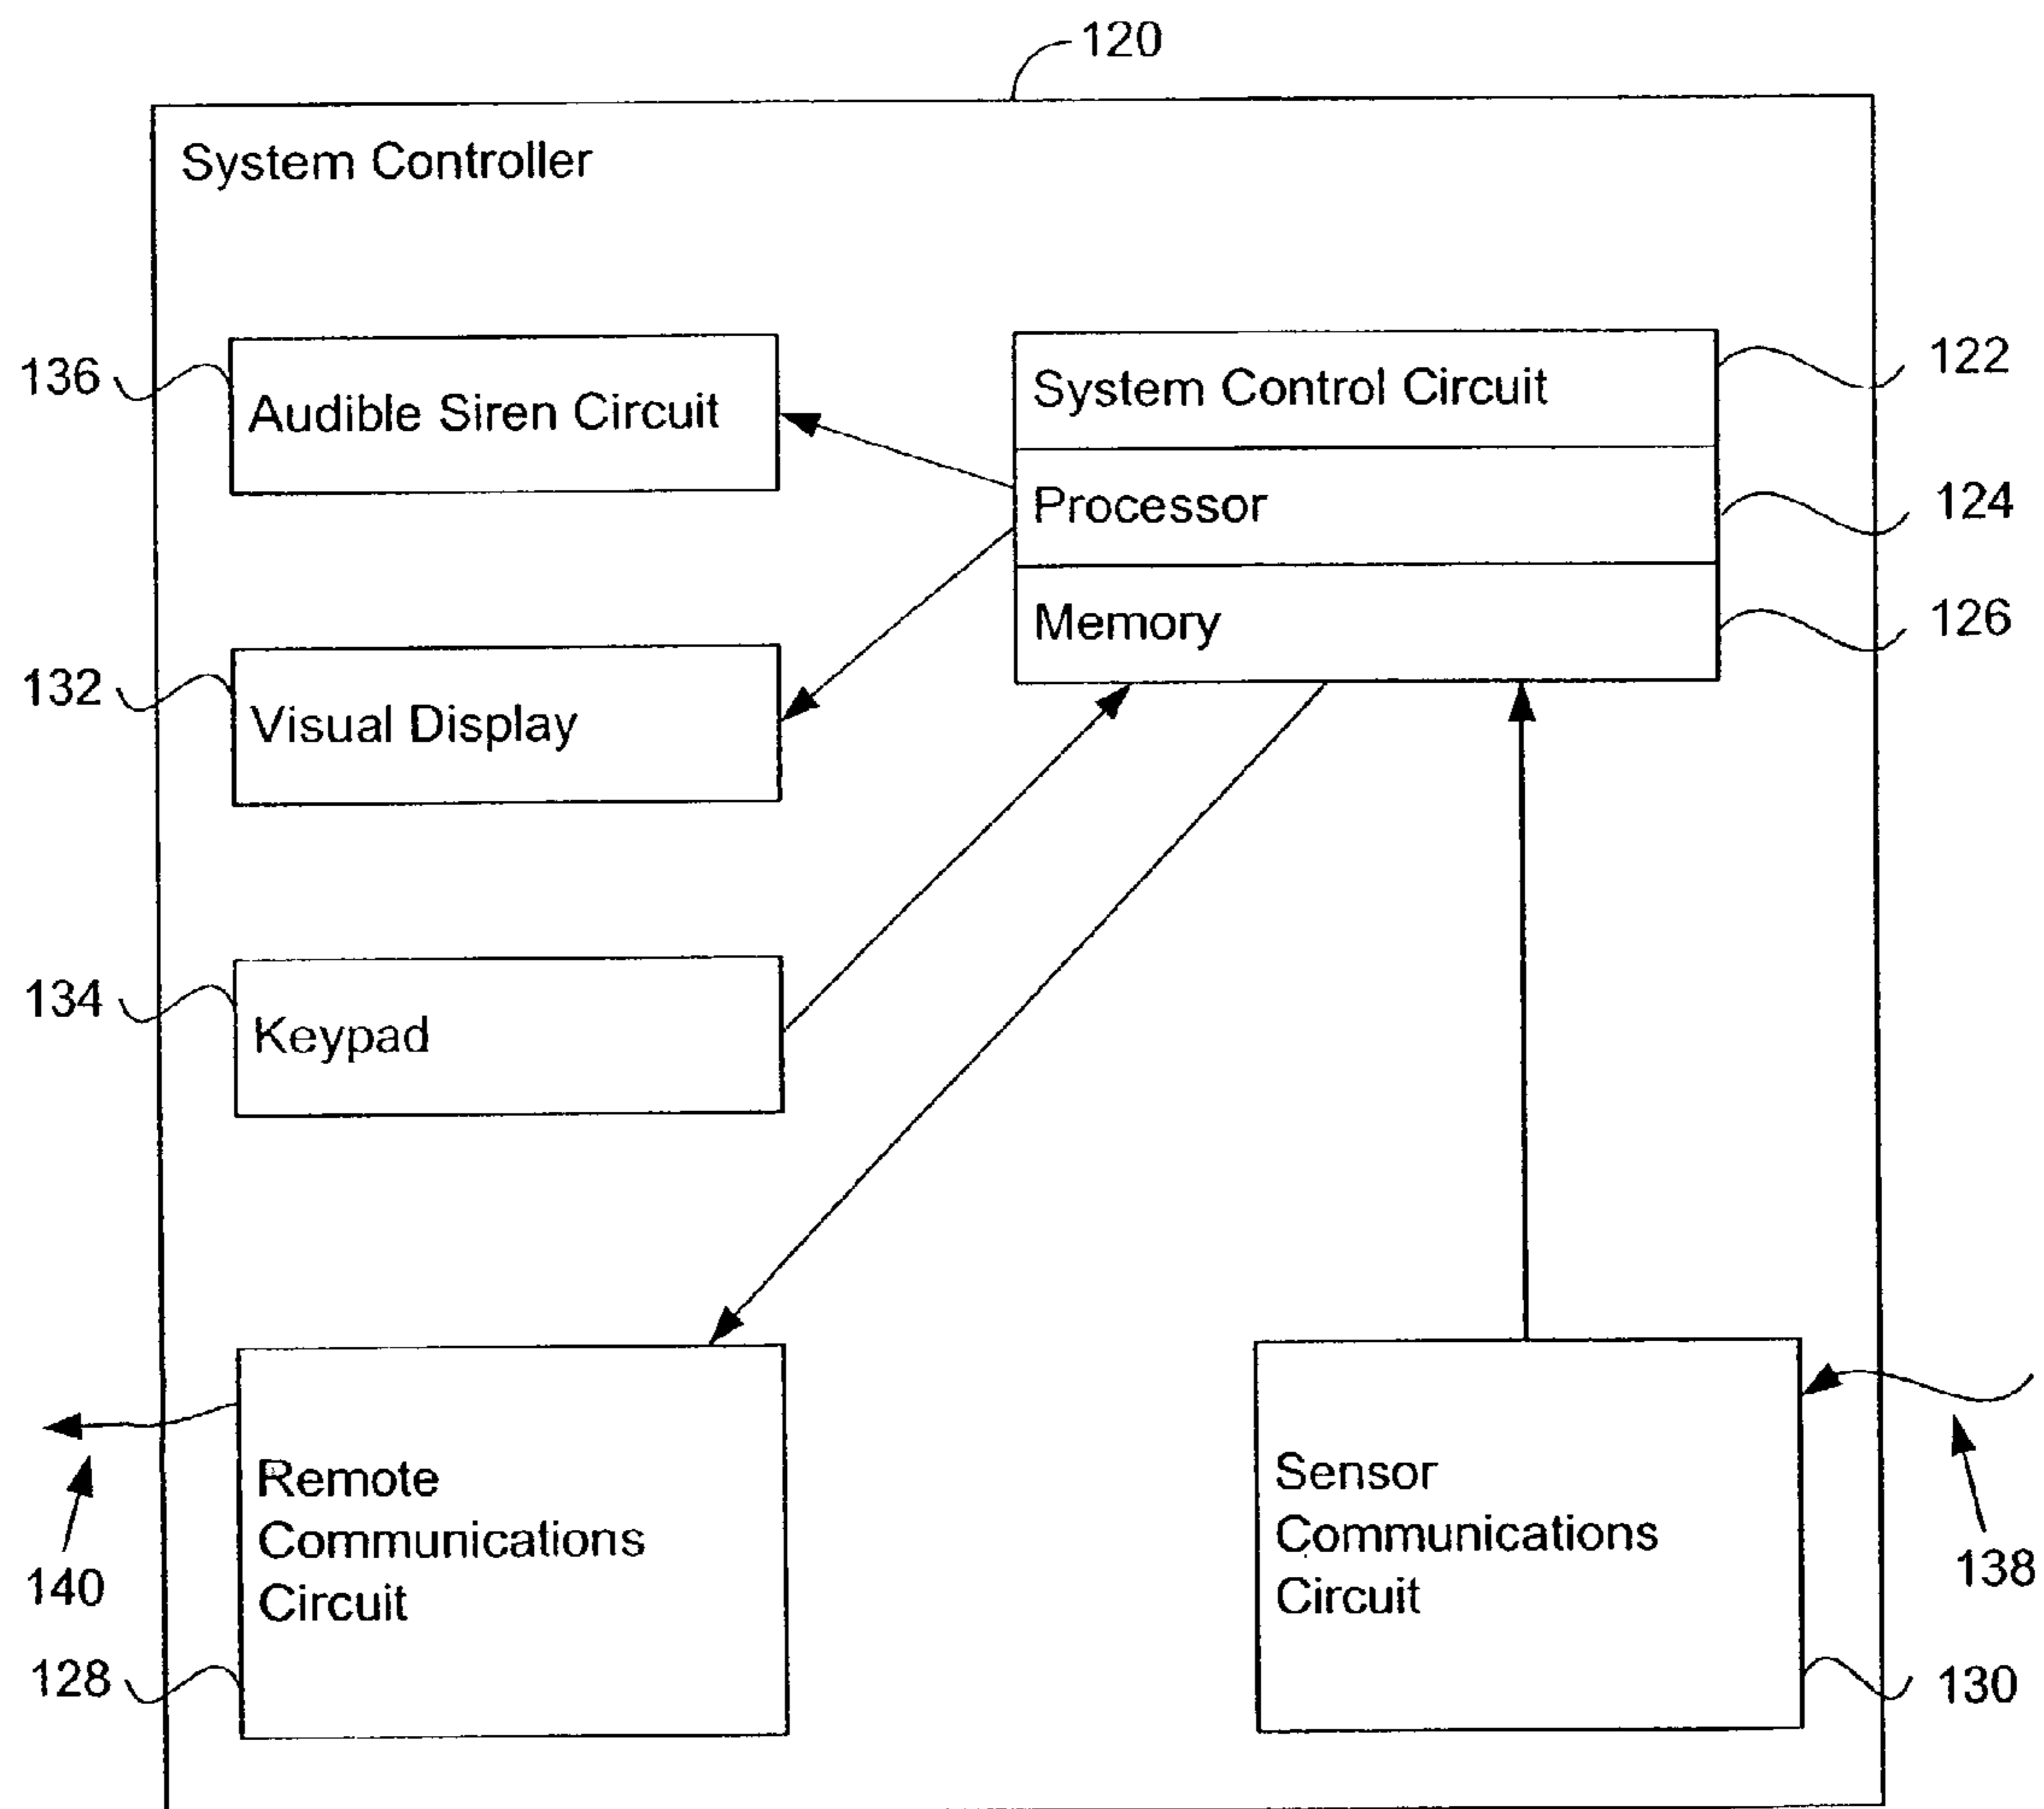 120
System Controller
136
Audible Siren Circuit
System Control Circuit
122
Processor
124
Memory
126
132
Visual Display
134
Keypad
140
Remote
Communications
Circuit
128
Sensor
Communications
Circuit
138
130